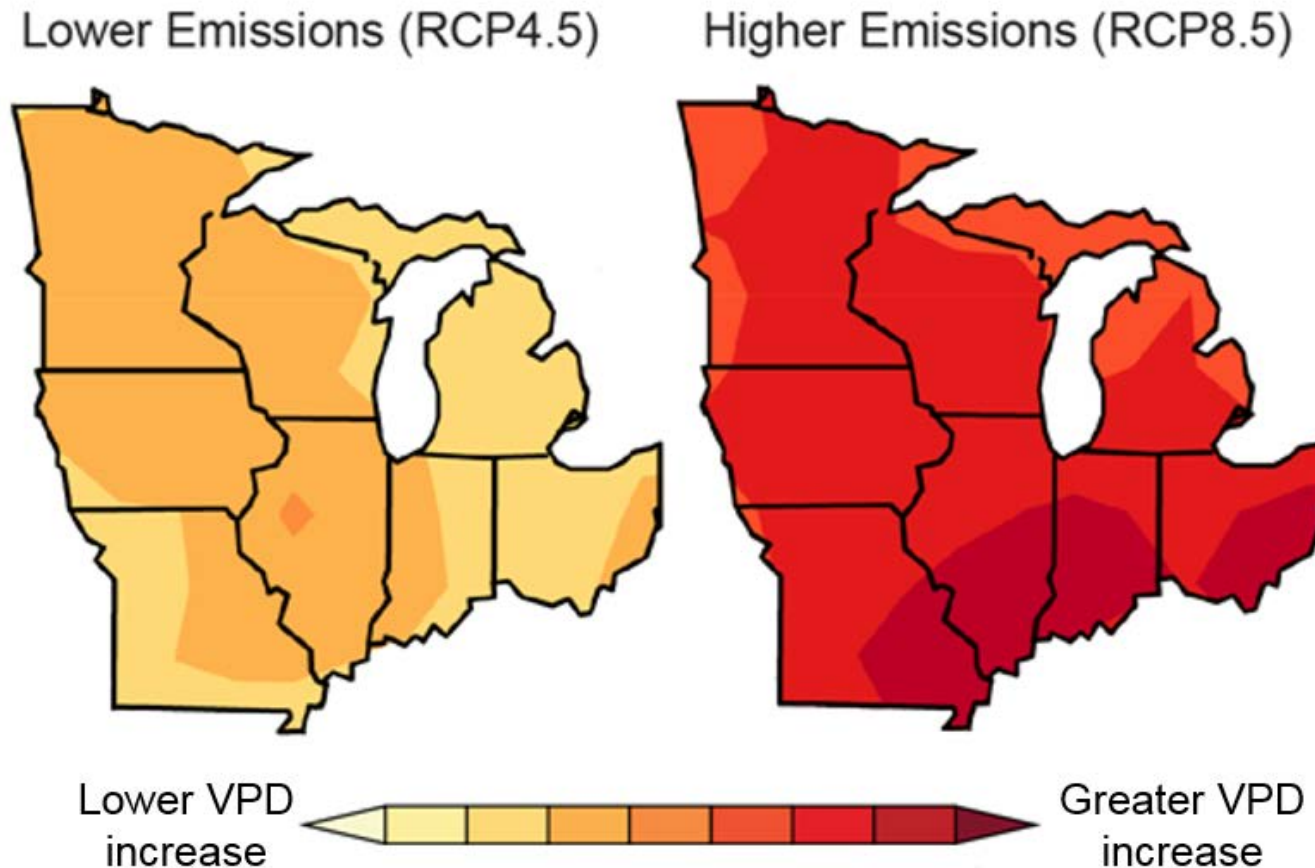 Lower Emissions (RCP4.5)
Higher Emissions (RCP8.5)
Lower VPD
increase
Greater VPD
increase